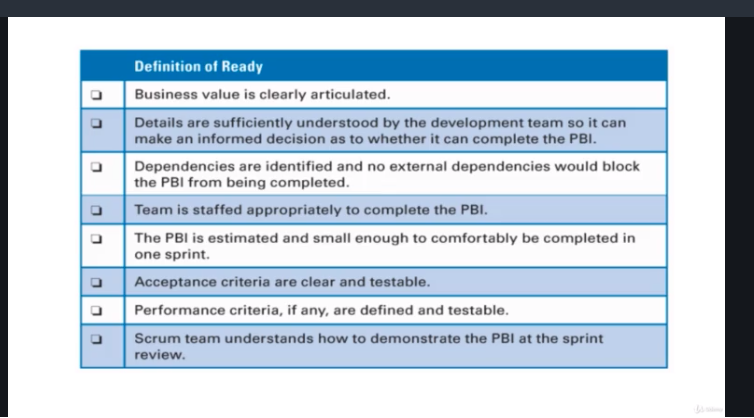 Definition of Ready
❏ Business value is clearly articulated.
❏ Details are sufficiently understood by the development team so it can
make an informed decision as to whether it can complete the PBI.
❏ Dependencies are identified and no external dependencies would block
the PBI from being completed.
❏ Team is staffed appropriately to complete the PBI.
❏ The PBI is estimated and small enough to comfortably be completed in
one sprint.
❏ Acceptance criteria are clear and testable.
❏ Performance criteria, if any, are defined and testable.
❏ Scrum team understands how to demonstrate the PBI at the sprint
review.